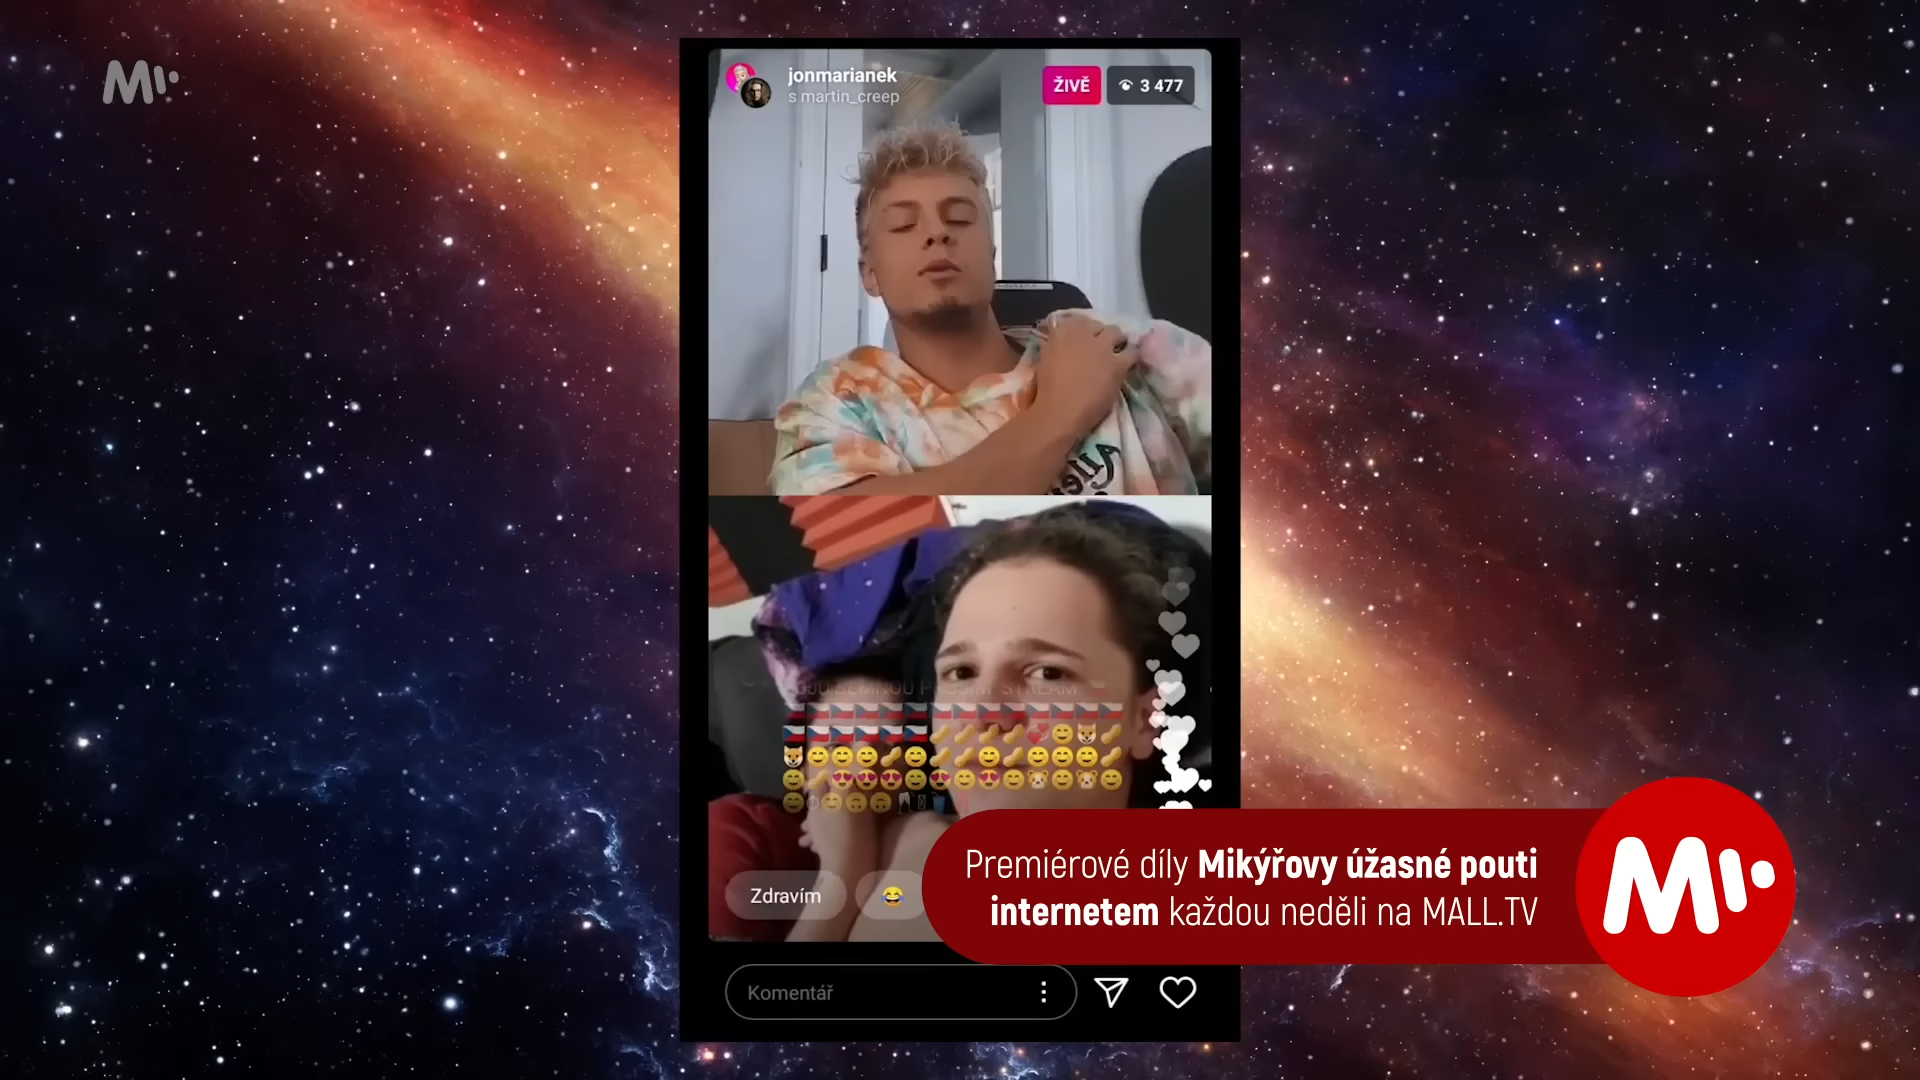 jonmarianek
s martin_creep
ŽIVĚ
3 477
Zdravím
Premiérové díly Mikýřovy úžasné pouti
internetem každou neděli na MALL.TV
Komentář